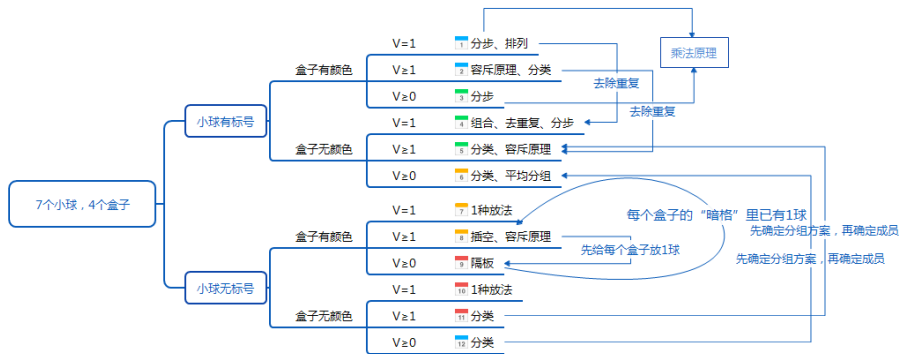 V=1
1
分步、排列
乘法原理
盒子有颜色
V≥1
2
容斥原理、分类
去除重复
V≥0
3
分步
去除重复
小球有标号
V=1
4
组合、去重复、分步
盒子无颜色
V≥1
5
分类、容斥原理
V≥0
6
分类、平均分组
7个小球，4个盒子
V=1
7
1种放法
每个盒子的“暗格”里已有1球
先确定分组方案，再确定成员
盒子有颜色
V≥1
8
插空、容斥原理
先给每个盒子放1球
先确定分组方案，再确定成员
V≥0
9
隔板
小球无标号
V=1
10
1种放法
盒子无颜色
V≥1
11
分类
V≥0
12
分类